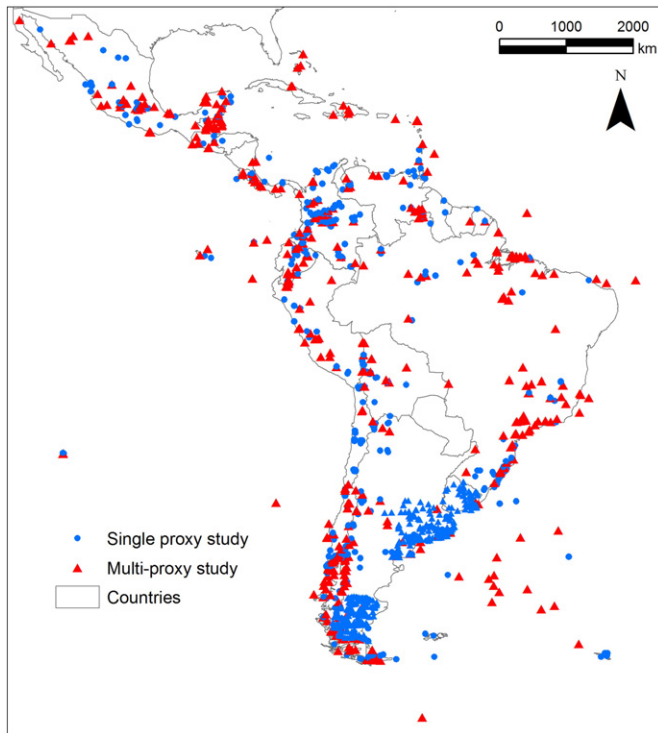 0 1000 2000
km
N
Single proxy study
Multi-proxy study
Countries